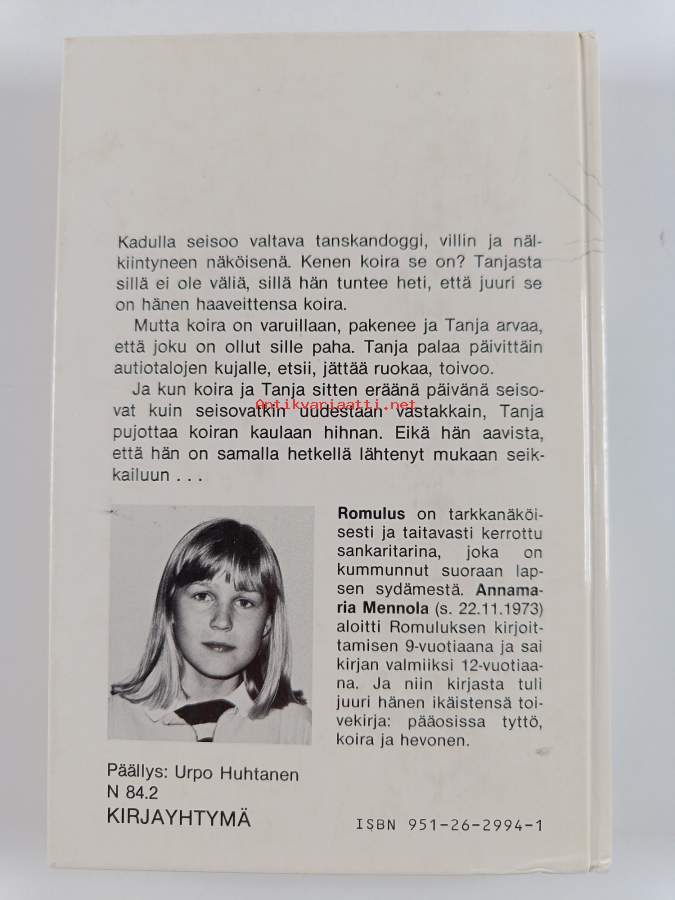 Kadulla seisoo valtava tanskandoggi, villin ja näl-
kiintyneen näköisenä. Kenen koira se on? Tanjasta
sillä ei ole väliä, sillä hän tuntee heti, että juuri se
on hänen haaveittensa koira.
Mutta koira on varuillaan, pakenee ja Tanja arvaa,
että joku on ollut sille paha. Tanja palaa päivittäin
autiotalojen kujalle, etsii, jättää ruokaa, toivoo.
Ja kun koira ja Tanja sitten eräänä päivänä seiso-
vat kuin seisovatkin uudestaan vastakkain, Tanja
Antikvariaatti.net
pujottaa koiran kaulaan hihnan. Eikä hän aavista,
että hän on samalla hetkellä lähtenyt mukaan seik-
kailuun . . .
Romulus on tarkkanäköi-
sesti ja taitavasti kerrottu
sankaritarina, joka on
kummunnut suoraan lap-
sen sydämestä. Annama-
ria Mennola (s. 22.11.1973)
aloitti Romuluksen kirjoit-
tamisen 9-vuotiaana ja sai
kirjan valmiiksi 12-vuotiaa-
na. Ja niin kirjasta tuli
juuri hänen ikäistensä toi-
vekirja: pääosissa tyttö,
koira ja hevonen.
Päällys: Urpo Huhtanen
N 84.2
KIRJAYHTYMÄ
ISBN 951-26-2994-1